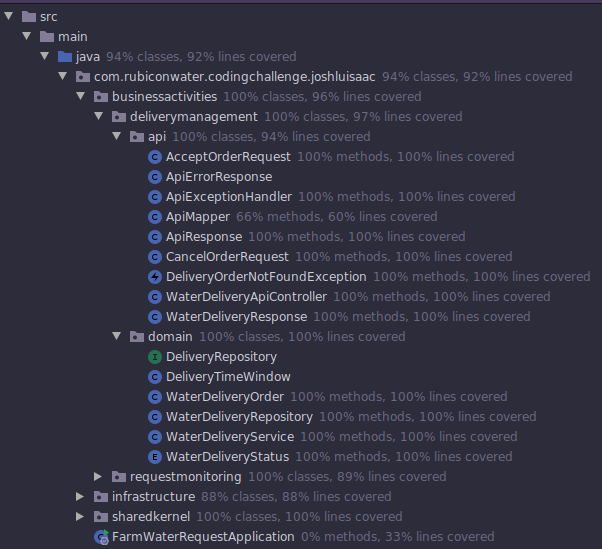 src
main
java 94% classes, 92% lines covered
com.rubiconwater.codingchallenge.joshluisaac 94% classes, 92% lines covered
businessactivities 100% classes, 96% lines covered
deliverymanagement 100% classes, 97% lines covered
api 100% classes, 94% lines covered
AcceptOrderRequest 100% methods, 100% lines covered
ApiErrorResponse
ApiExceptionHandler 100% methods, 100% lines covered
ApiMapper 66% methods, 60% lines covered
ApiResponse 100% methods, 100% lines covered
CancelOrderRequest 100% methods, 100% lines covered
DeliveryOrderNotFoundException 100% methods, 100% lines covered
WaterDeliveryApiController 100% methods, 100% lines covered
WaterDeliveryResponse 100% methods, 100% lines covered
domain 100% classes, 100% lines covered
DeliveryRepository
DeliveryTimeWindow
WaterDeliveryOrder 100% methods, 100% lines covered
WaterDeliveryRepository 100% methods, 100% lines covered
WaterDeliveryService 100% methods, 100% lines covered
WaterDeliveryStatus 100% methods, 100% lines covered
requestmonitoring 100% classes, 89% lines covered
infrastructure 88% classes, 88% lines covered
sharedkernel 100% classes, 100% lines covered
FarmWaterRequestApplication 0% methods, 33% lines covered